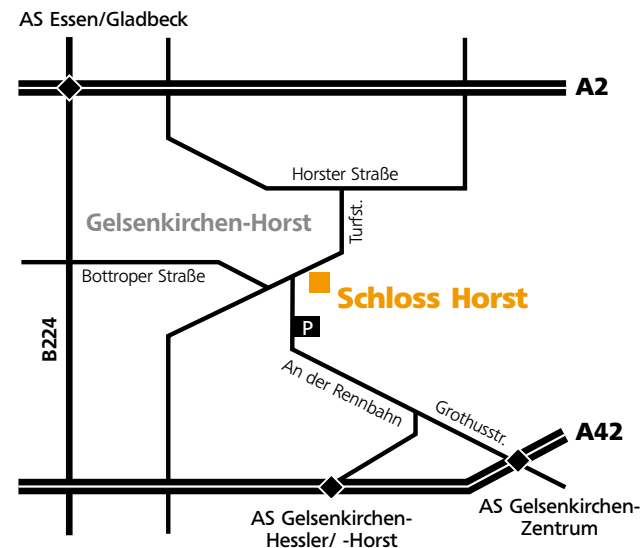 AS Essen/Gladbeck
A2
Horster Straße
Turfst.
Gelsenkirchen-Horst
Bottroper Straße
Schloss Horst
B224
P
An der Rennbahn
Grothusstr.
A42
AS Gelsenkirchen-
Zentrum
AS Gelsenkirchen-
Hessler/ -Horst